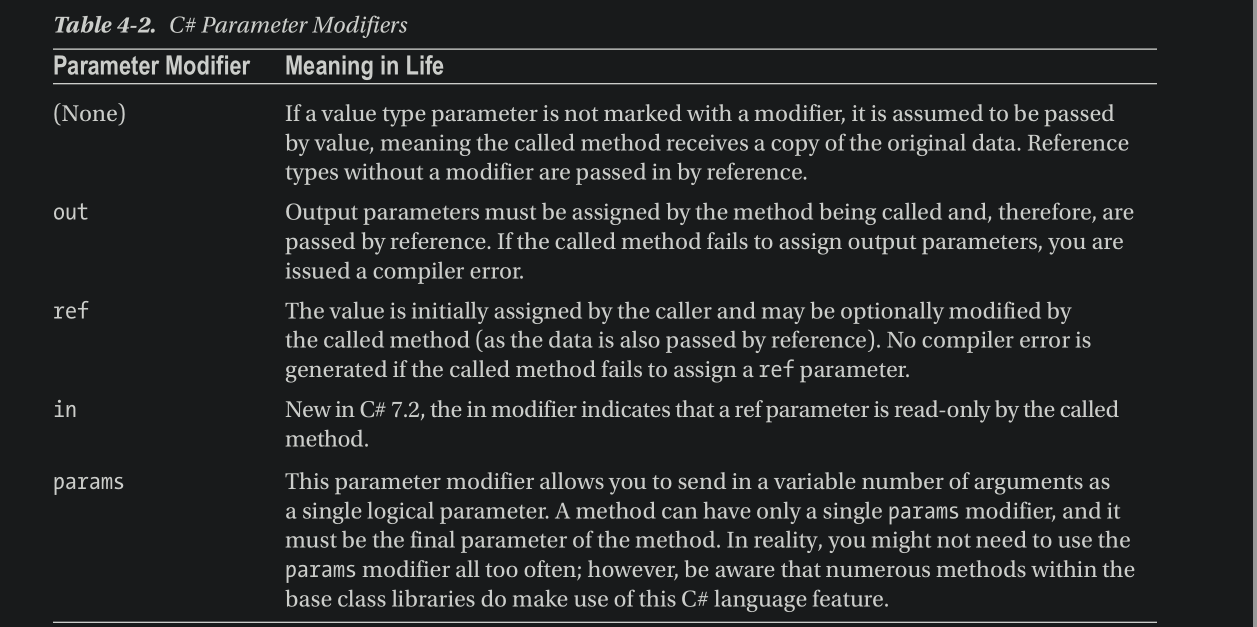 Table 4-2. C# Parameter Modifiers
Parameter Modifier Meaning in Life
(None) If a value type parameter is not marked with a modifier, it is assumed to be passed
by value, meaning the called method receives a copy of the original data. Reference
types without a modifier are passed in by reference.
out Output parameters must be assigned by the method being called and, therefore, are
passed by reference. If the called method fails to assign output parameters, you are
issued a compiler error.
ref The value is initially assigned by the caller and may be optionally modified by
the called method (as the data is also passed by reference). No compiler error is
generated if the called method fails to assign a ref parameter.
in New in C# 7.2, the in modifier indicates that a ref parameter is read-only by the called
method.
params This parameter modifier allows you to send in a variable number of arguments as
a single logical parameter. A method can have only a single params modifier, and it
must be the final parameter of the method. In reality, you might not need to use the
params modifier all too often; however, be aware that numerous methods within the
base class libraries do make use of this C# language feature.